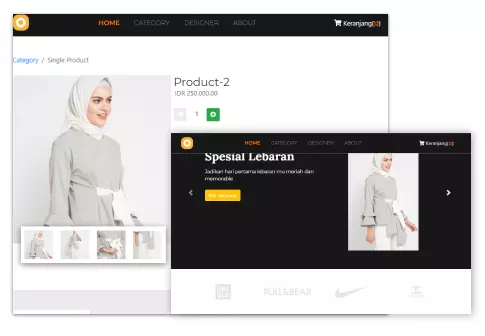 HOME CATEGORY DESIGNER ABOUT Keranjang(0)
Category / Single Product
Product-2
IDR 250.000.00
1
HOME CATEGORY DESIGNER ABOUT Keranjang(0)
Spesial Lebaran
Jadikan hari pertama lebaran mu meriah dan
memorable
PULL&BEAR